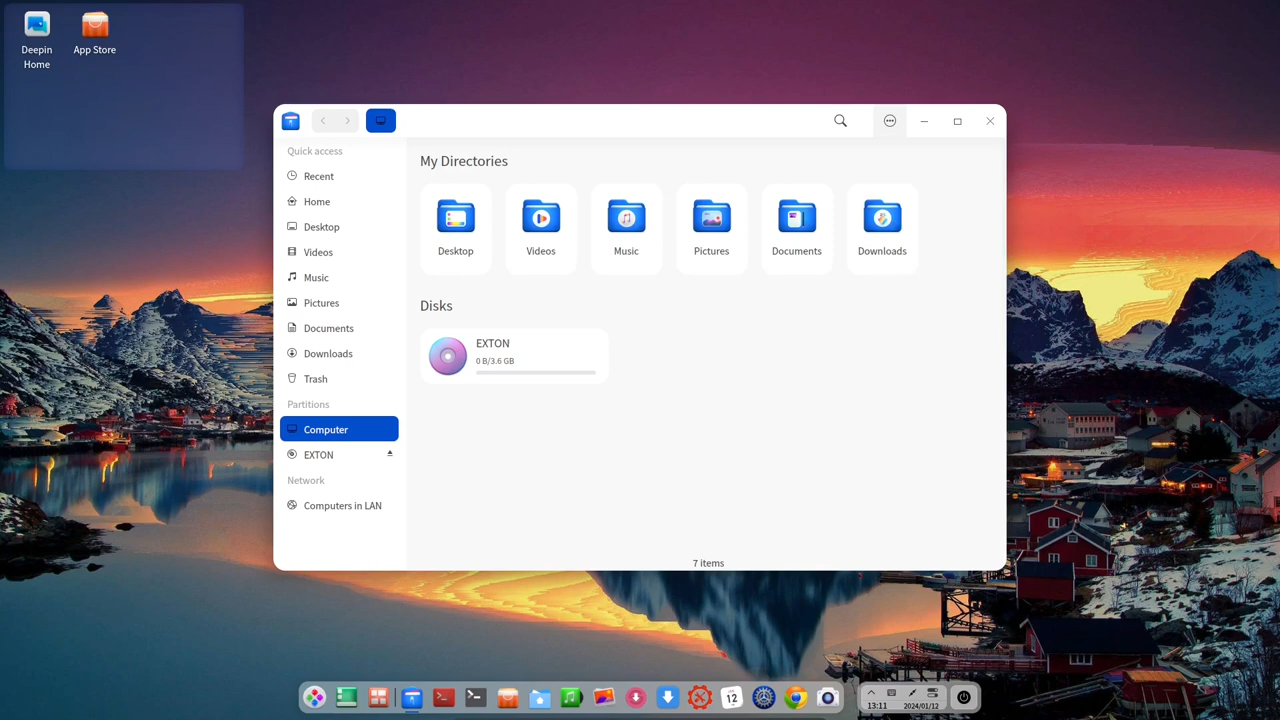 Deepin
Home
App Store
Quick access
Recent
Home
Desktop
Videos
Music
Pictures
Documents
Downloads
Trash
Partitions
Computer
EXTON
Network
Computers in LAN
My Directories
Desktop
Videos
Music
Pictures
Documents
Downloads
Disks
EXTON
0 B/3.6 GB
7 items
12
13:11
2024/01/12